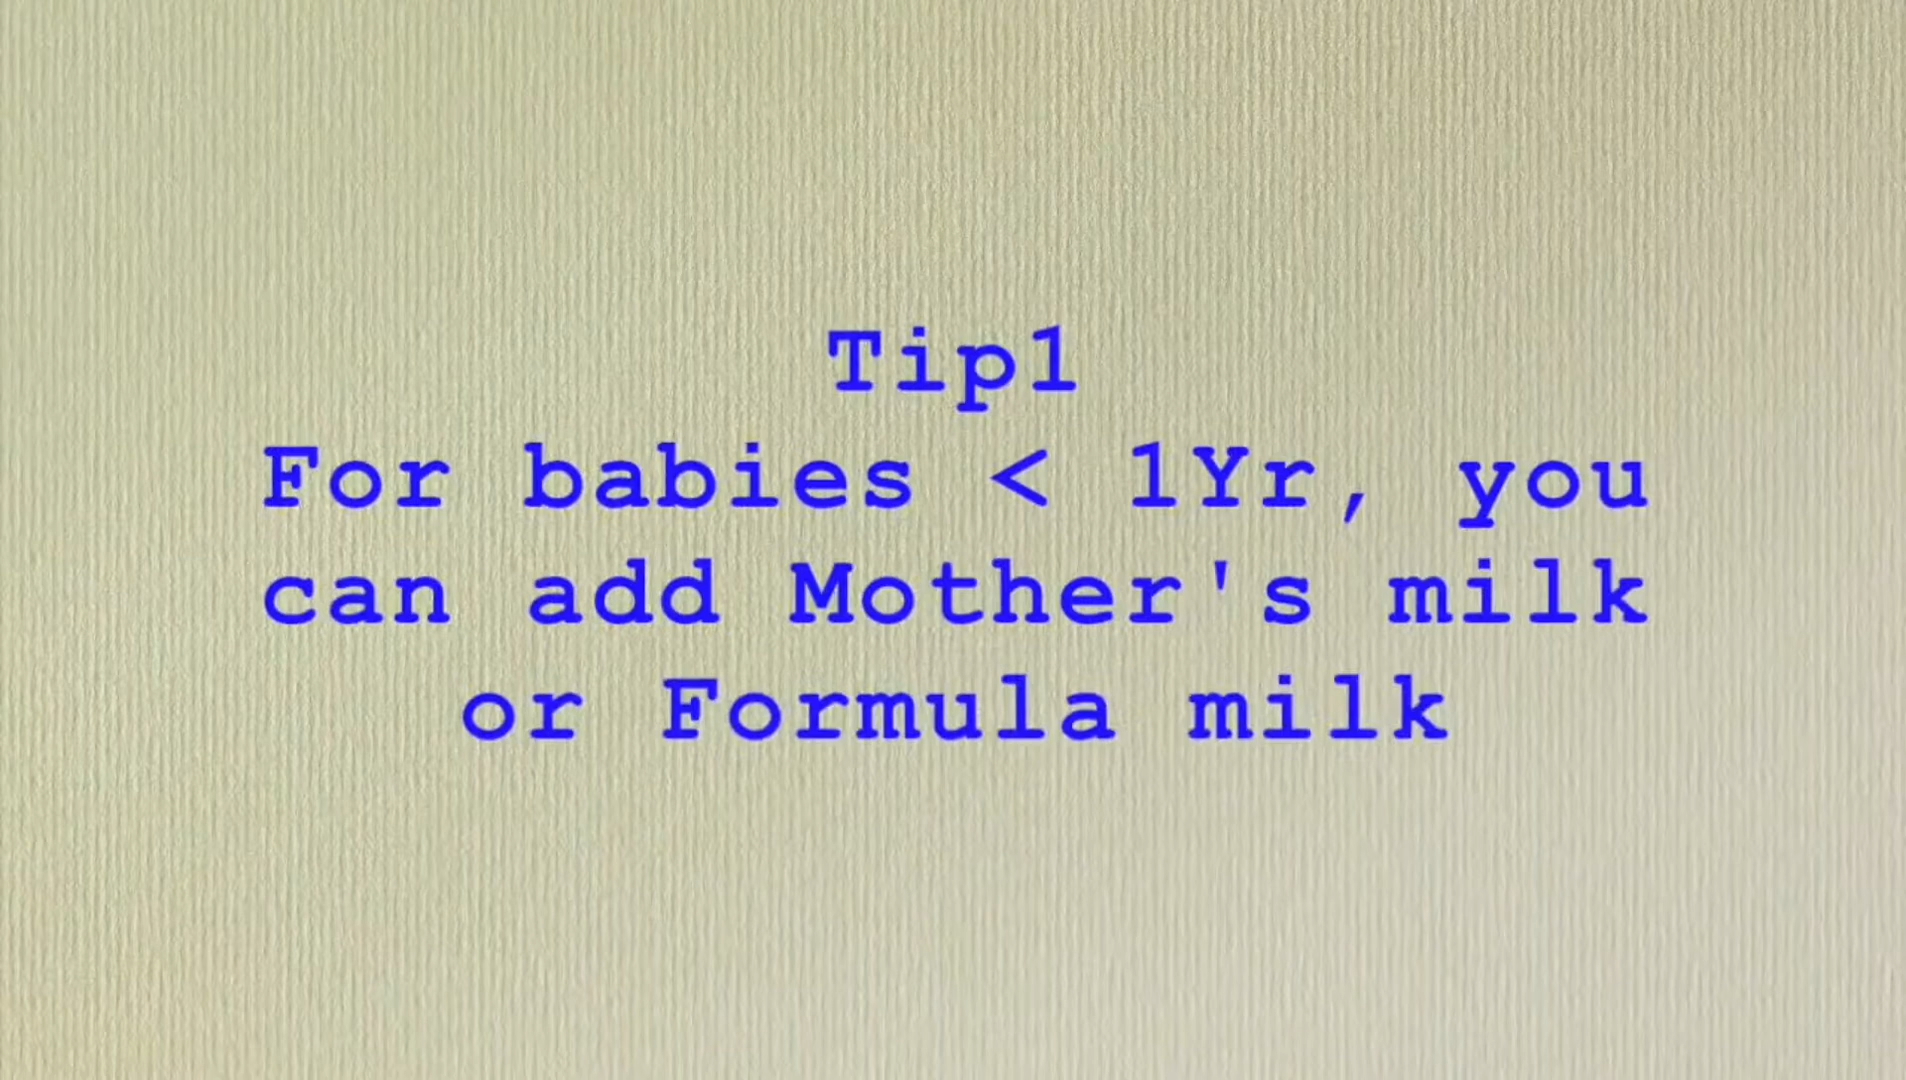 Tip1
For babies < 1Yr, you
can add Mother's milk
or Formula milk